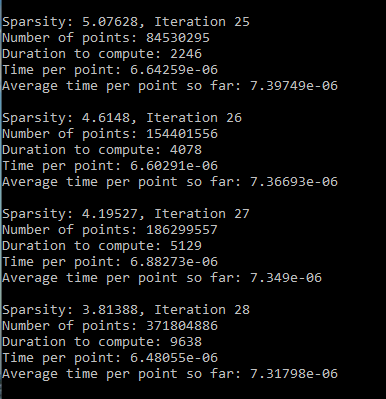 Sparsity: 5.07628, Iteration 25
Number of points: 84530295
Duration to compute: 2246
Time per point: 6.64259e-06
Average time per point so far: 7.39749e-06
Sparsity: 4.6148, Iteration 26
Number of points: 154401556
Duration to compute: 4078
Time per point: 6.60291e-06
Average time per point so far: 7.36693e-06
Sparsity: 4.19527, Iteration 27
Number of points: 186299557
Duration to compute: 5129
Time per point: 6.88273e-06
Average time per point so far: 7.349e-06
Sparsity: 3.81388, Iteration 28
Number of points: 371804886
Duration to compute: 9638
Time per point: 6.48055e-06
Average time per point so far: 7.31798e-06